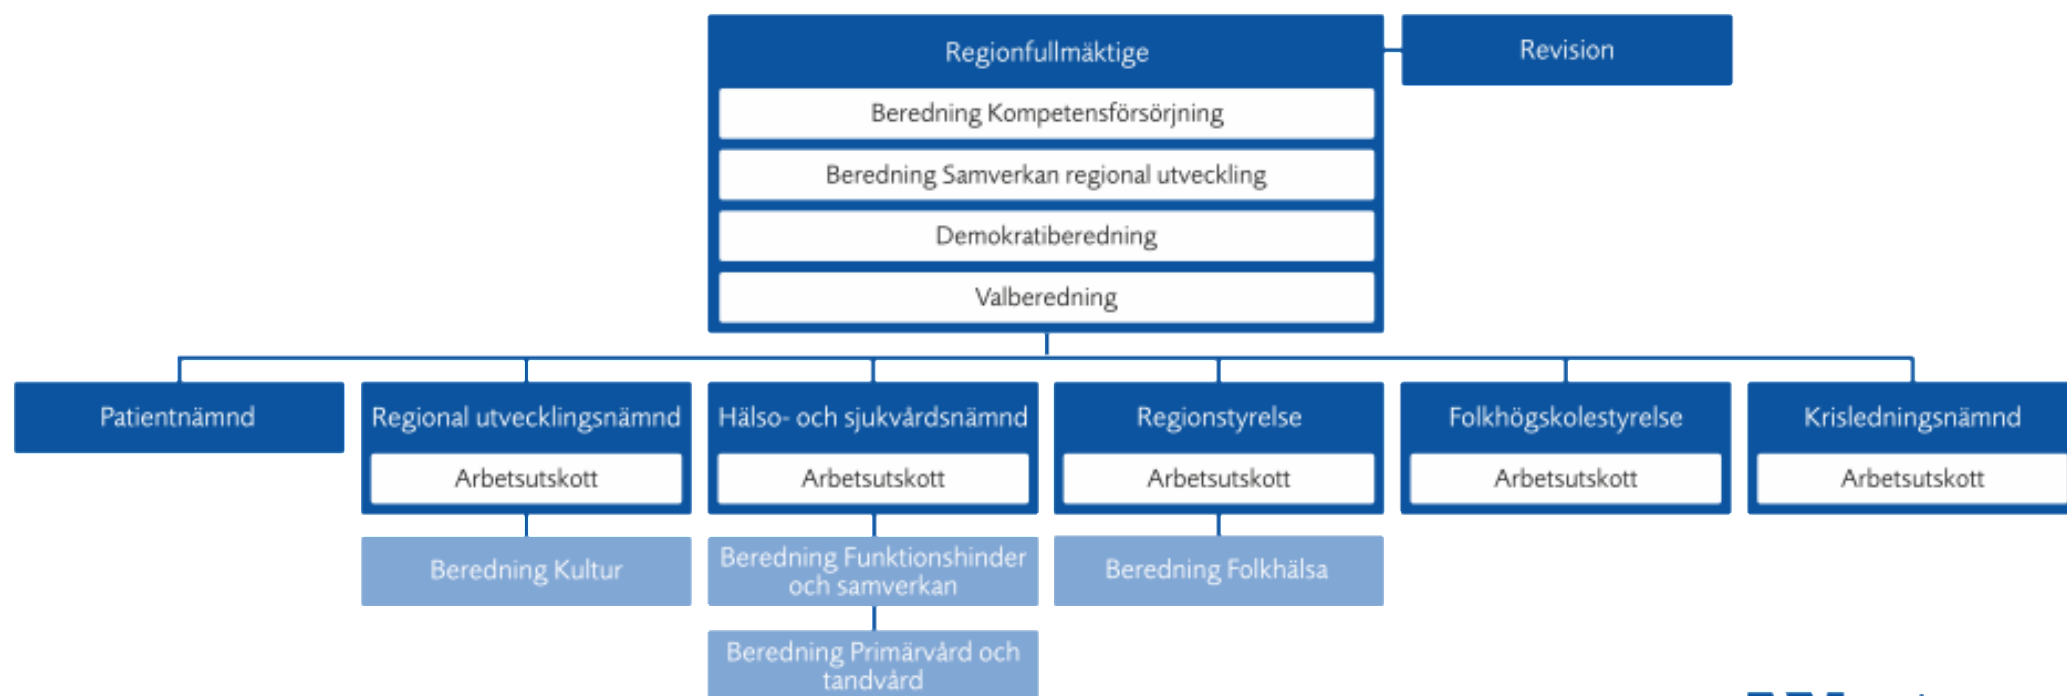 Regionfullmäktige
Revision
Beredning Kompetensförsörjning
Beredning Samverkan regional utveckling
Demokratiberedning
Valberedning
Patientnämnd
Regional utvecklingsnämnd
Hälso- och sjukvårdsnämnd
Regionstyrelse
Folkhögskolestyrelse
Krisledningsnämnd
Arbetsutskott
Arbetsutskott
Arbetsutskott
Arbetsutskott
Arbetsutskott
Beredning Kultur
Beredning Funktionshinder
och samverkan
Beredning Folkhälsa
Beredning Primärvård och
tandvård